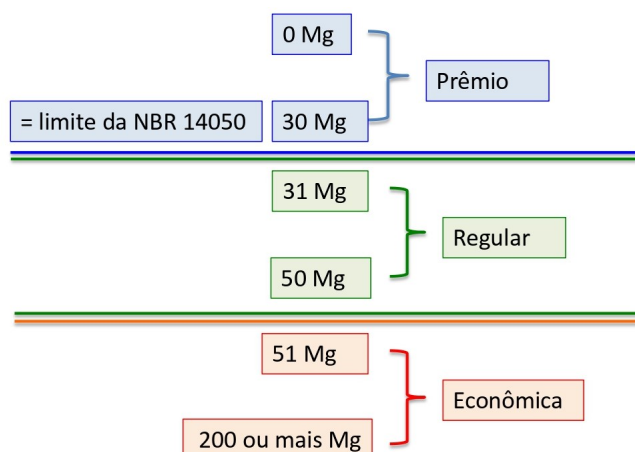 0 Mg
Prêmio
= limite da NBR 14050
30 Mg
31 Mg
Regular
50 Mg
51 Mg
Econômica
200 ou mais Mg